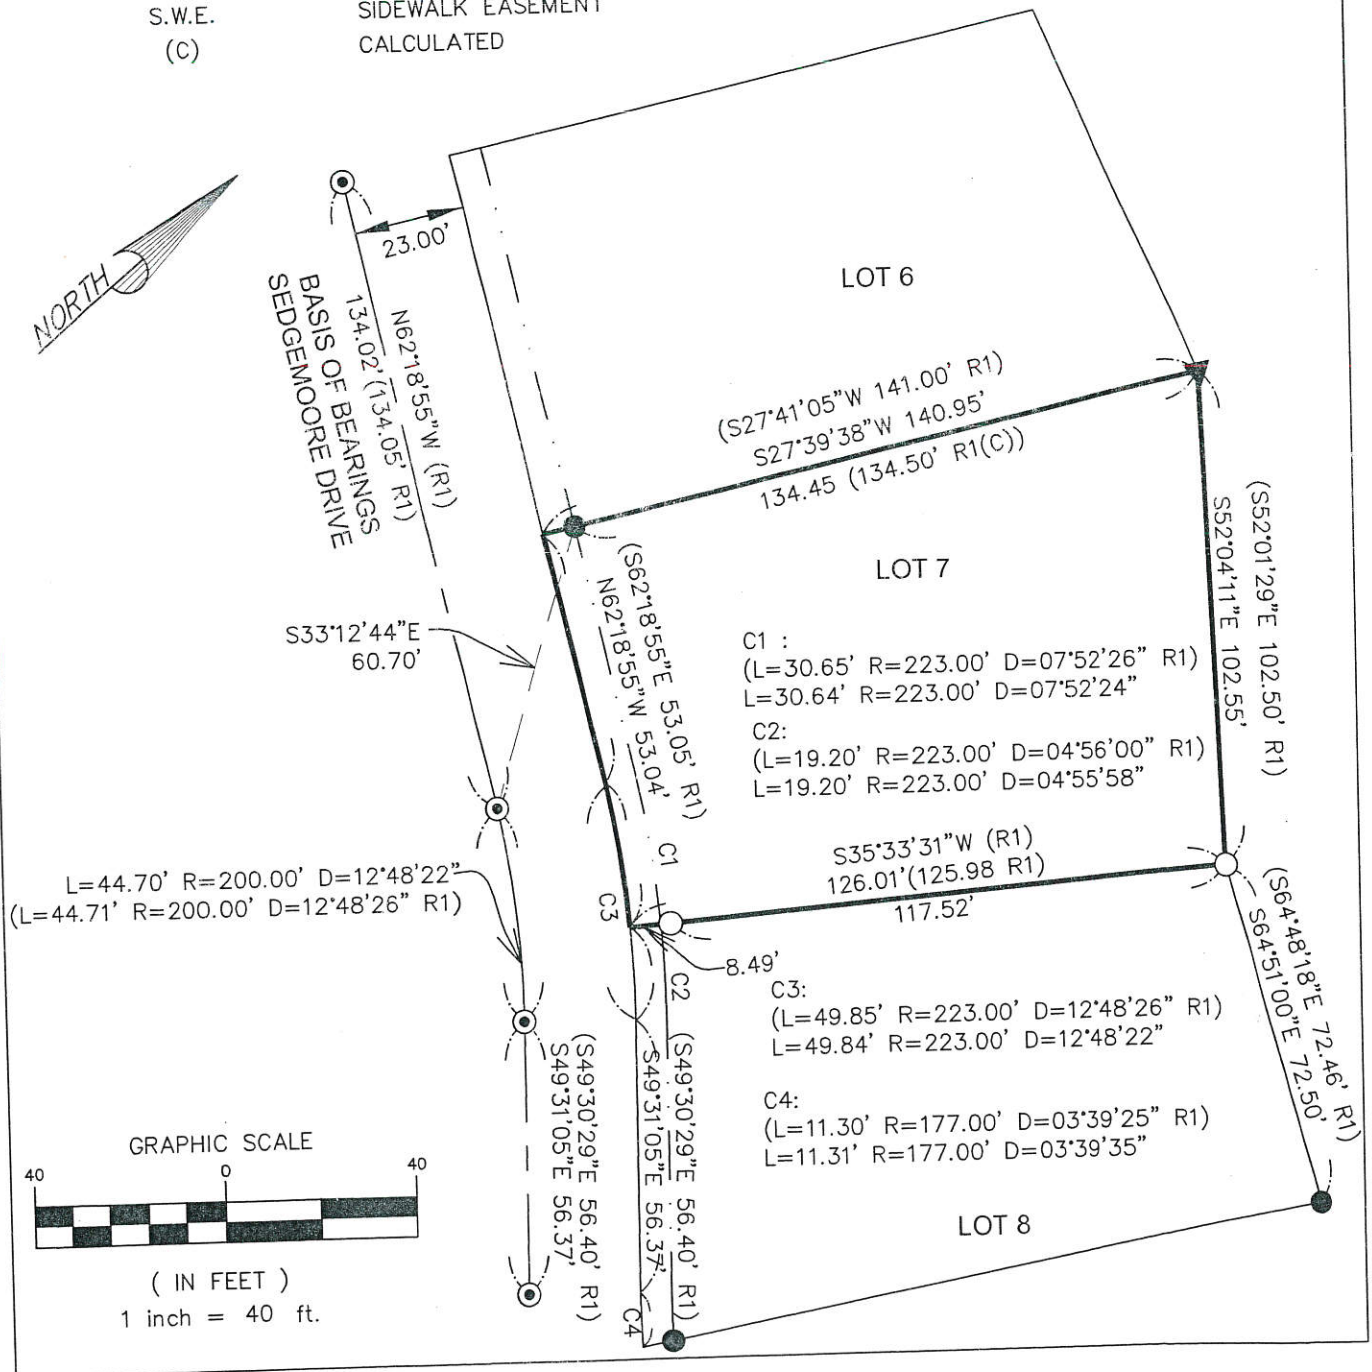 S.W.E. SIDEWALK EASEMENT
(C) CALCULATED
NORTH
23.00'
BASIS OF BEARINGS
SEDGEMOORE DRIVE
N62°18'55"W (R1)
134.02' (134.05' R1)
LOT 6
(S27°41'05"W 141.00' R1)
S27°39'38"W 140.95'
134.45 (134.50' R1(C))
LOT 7
(S52°01'29"E 102.50' R1)
S52°04'11"E 102.55'
S33°12'44"E
60.70'
(S62°18'55"E 53.05' R1)
N62°18'55"W 53.04'
C1 :
(L=30.65' R=223.00' D=07°52'26" R1)
L=30.64' R=223.00' D=07°52'24"
C2:
(L=19.20' R=223.00' D=04°56'00" R1)
L=19.20' R=223.00' D=04°55'58"
C1
S35°33'31"W (R1)
126.01'(125.98 R1)
117.52'
L=44.70' R=200.00' D=12°48'22"
(L=44.71' R=200.00' D=12°48'26" R1)
C3
8.49'
C2
(S64°48'18"E 72.46' R1)
S64°51'00"E 72.50'
C3:
(L=49.85' R=223.00' D=12°48'26" R1)
L=49.84' R=223.00' D=12°48'22"
C4:
(L=11.30' R=177.00' D=03°39'25" R1)
L=11.31' R=177.00' D=03°39'35"
(S49°30'29"E 56.40' R1)
S49°31'05"E 56.37'
(S49°30'29"E 56.40' R1)
S49°31'05"E 56.37'
C4
LOT 8
GRAPHIC SCALE
40 0 40
( IN FEET )
1 inch = 40 ft.